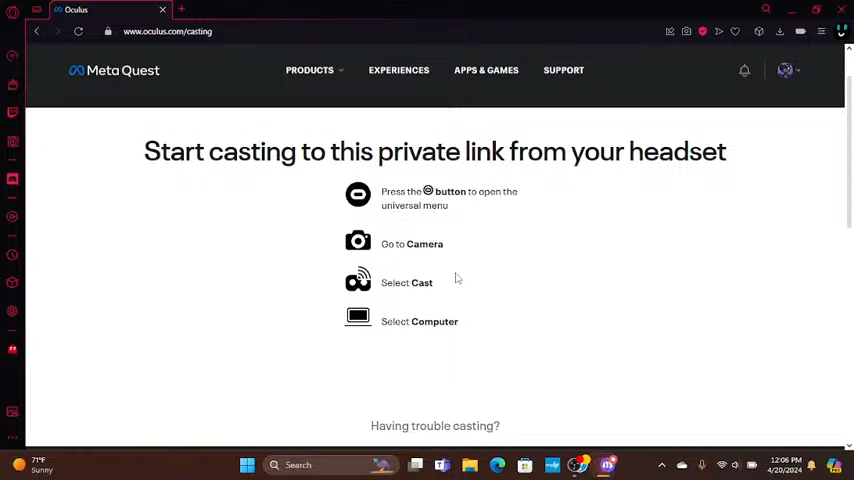 Oculus
www.oculus.com/casting
Meta Quest
PRODUCTS
EXPERIENCES
APPS & GAMES
SUPPORT
Start casting to this private link from your headset
Press the button to open the
universal menu
Go to Camera
Select Cast
Select Computer
Having trouble casting?
71°F
Sunny
Search
12:06 PM
4/20/2024